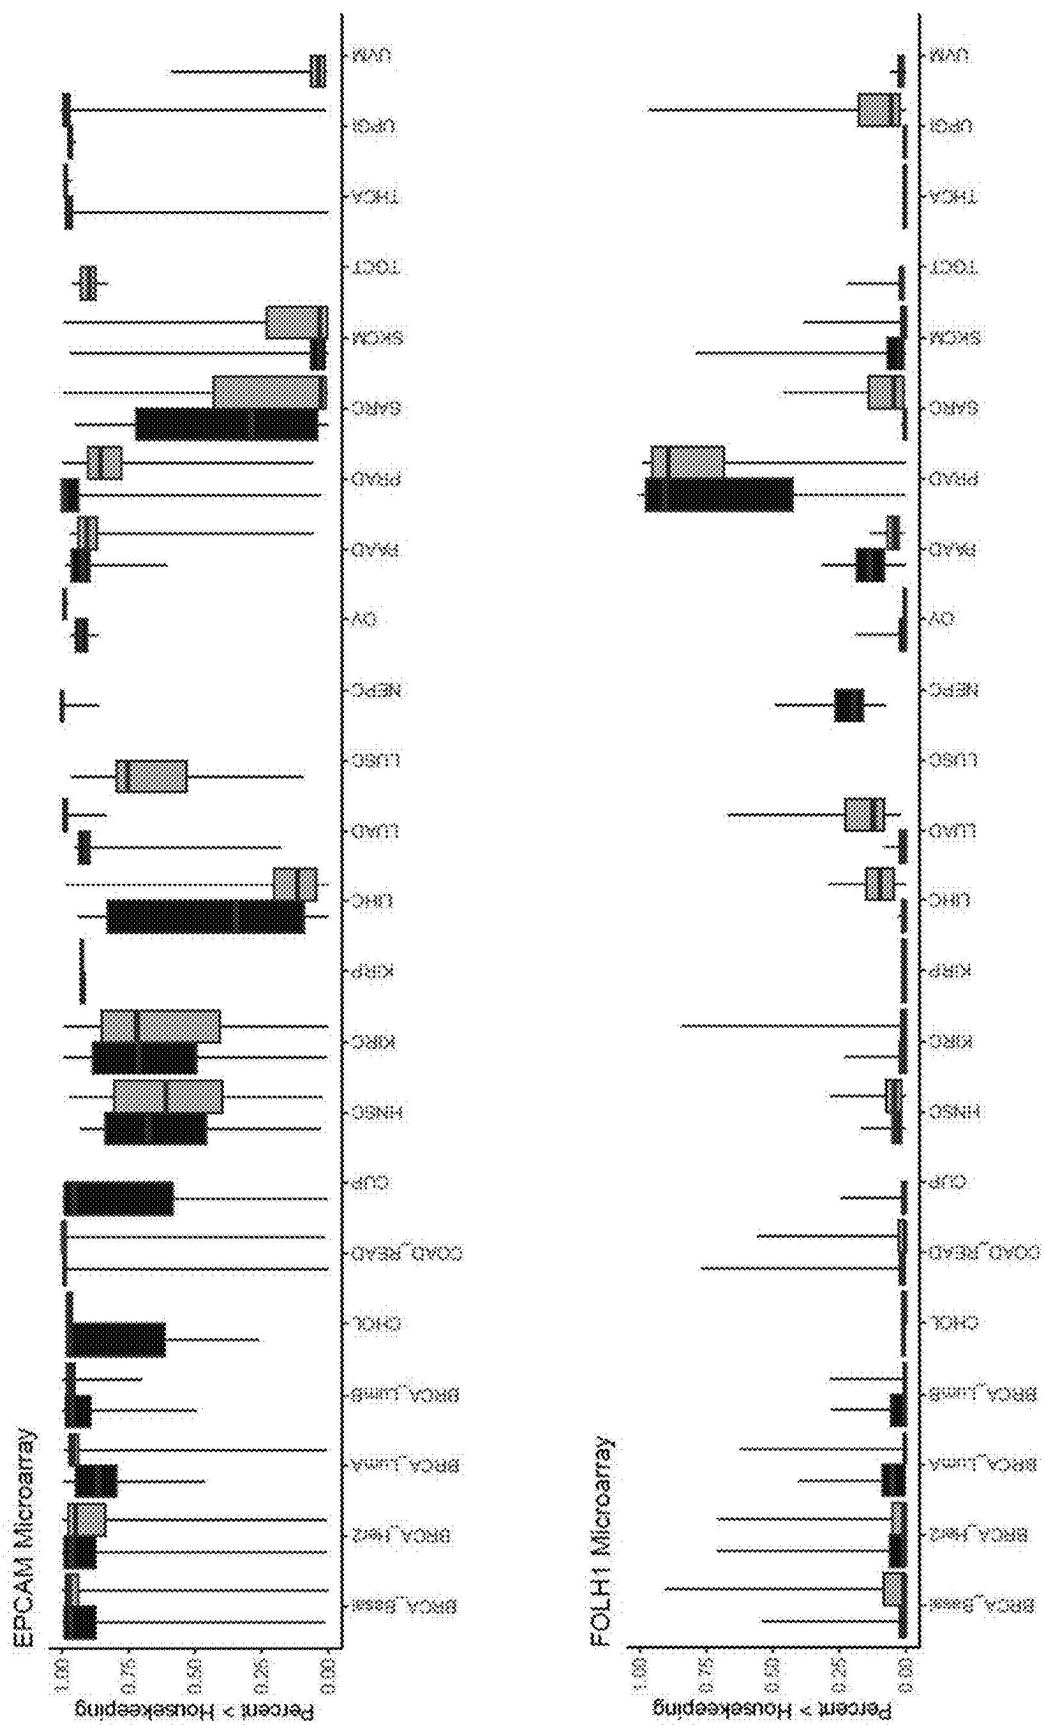 EPCAM Microarray
Percent > Housekeeping
1.00
0.75
0.50
0.25
0.00
BRCA_Basal
BRCA_Her2
BRCA_LumA
BRCA_LumB
CHOL
COAD_READ
CUP
HNSC
KIRC
KIRP
LIHC
LUAD
LUSC
NEPC
OV
PAAD
PRAD
SARC
SKCM
TGCT
THCA
UPGI
UVM
FOLH1 Microarray
Percent > Housekeeping
1.00
0.75
0.50
0.25
0.00
BRCA_Basal
BRCA_Her2
BRCA_LumA
BRCA_LumB
CHOL
COAD_READ
CUP
HNSC
KIRC
KIRP
LIHC
LUAD
LUSC
NEPC
OV
PAAD
PRAD
SARC
SKCM
TGCT
THCA
UPGI
UVM